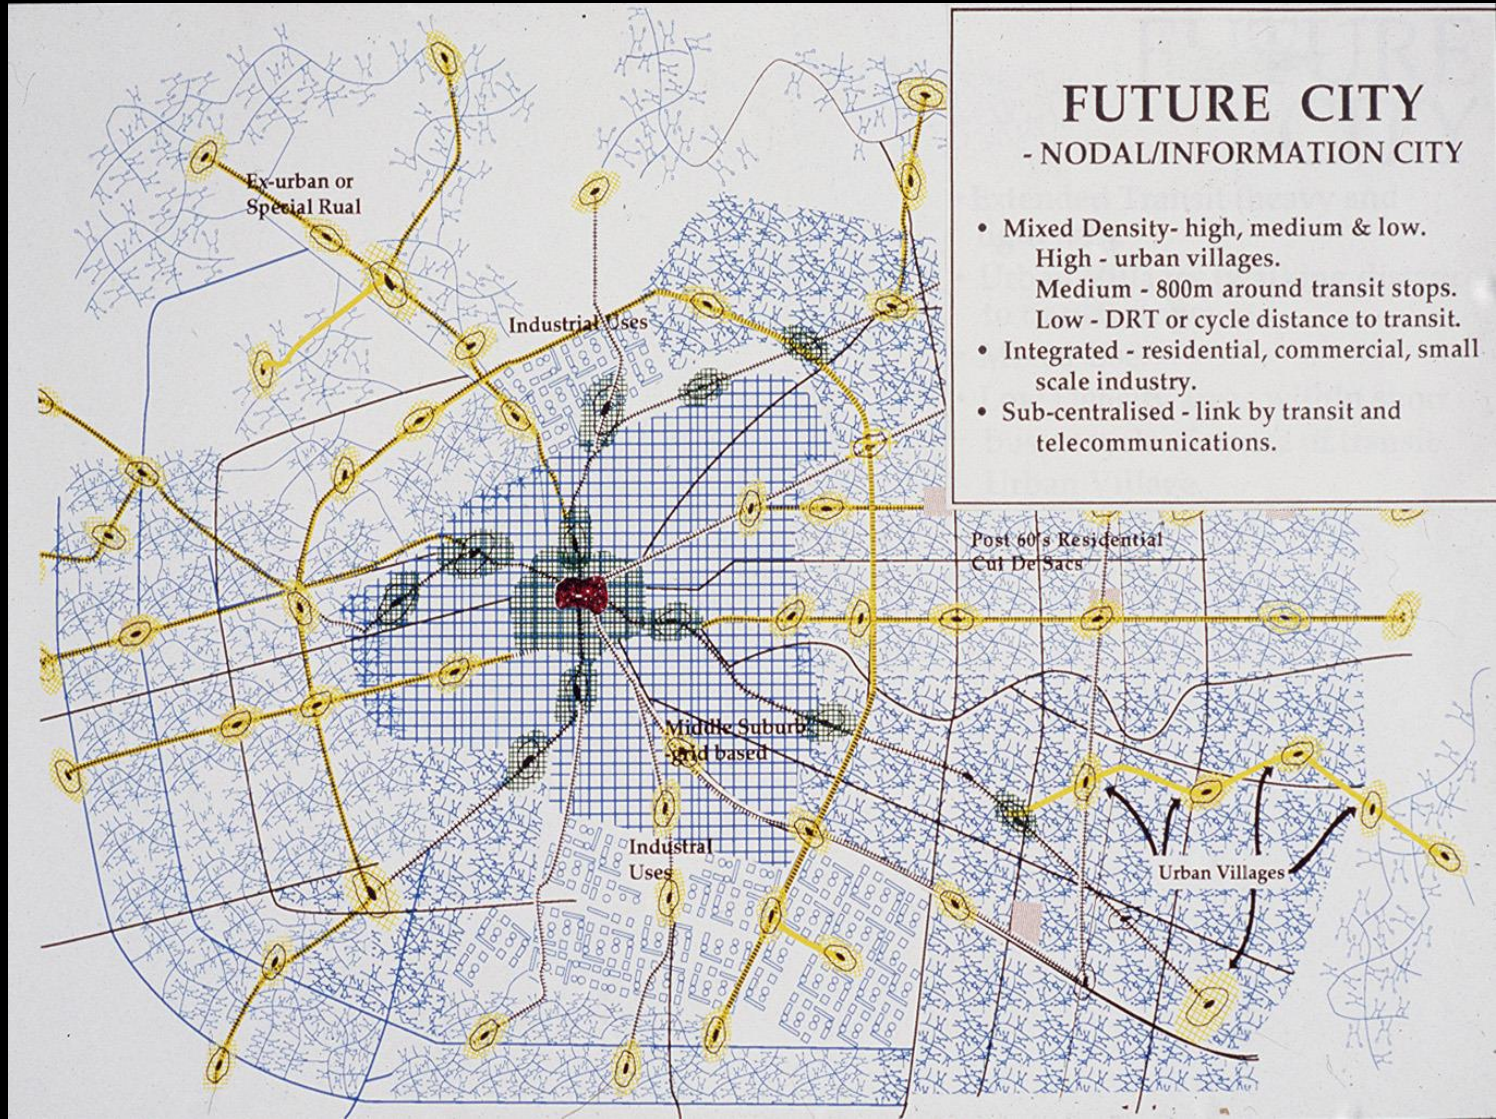 FUTURE CITY
- NODAL/INFORMATION CITY
• Mixed Density- high, medium & low.
High - urban villages.
Medium - 800m around transit stops.
Low - DRT or cycle distance to transit.
• Integrated - residential, commercial, small
scale industry.
• Sub-centralised - link by transit and
telecommunications.
Ex-urban or
Special Rual
Industrial Uses
Post 60's Residential
Cul De Sacs
Middle Suburb
-grid based
Industral
Uses
Urban Villages